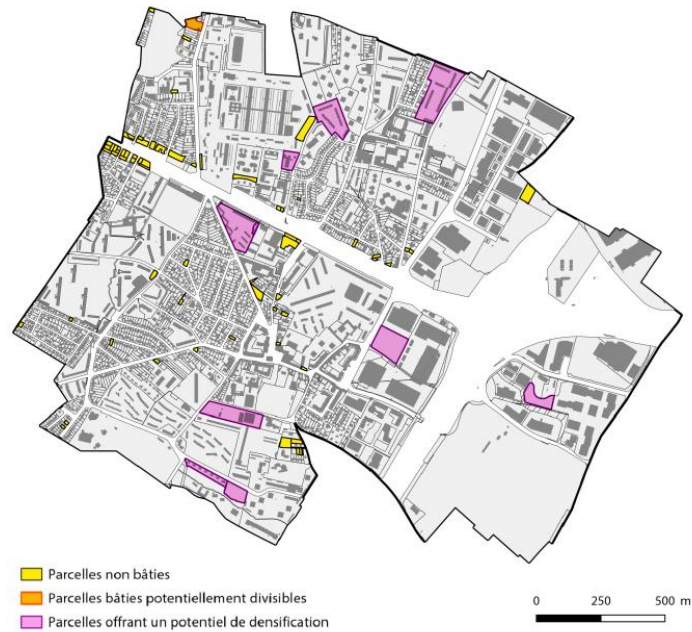 Parcelles non bâties
Parcelles bâties potentiellement divisibles
Parcelles offrant un potentiel de densification
0 250 500 m